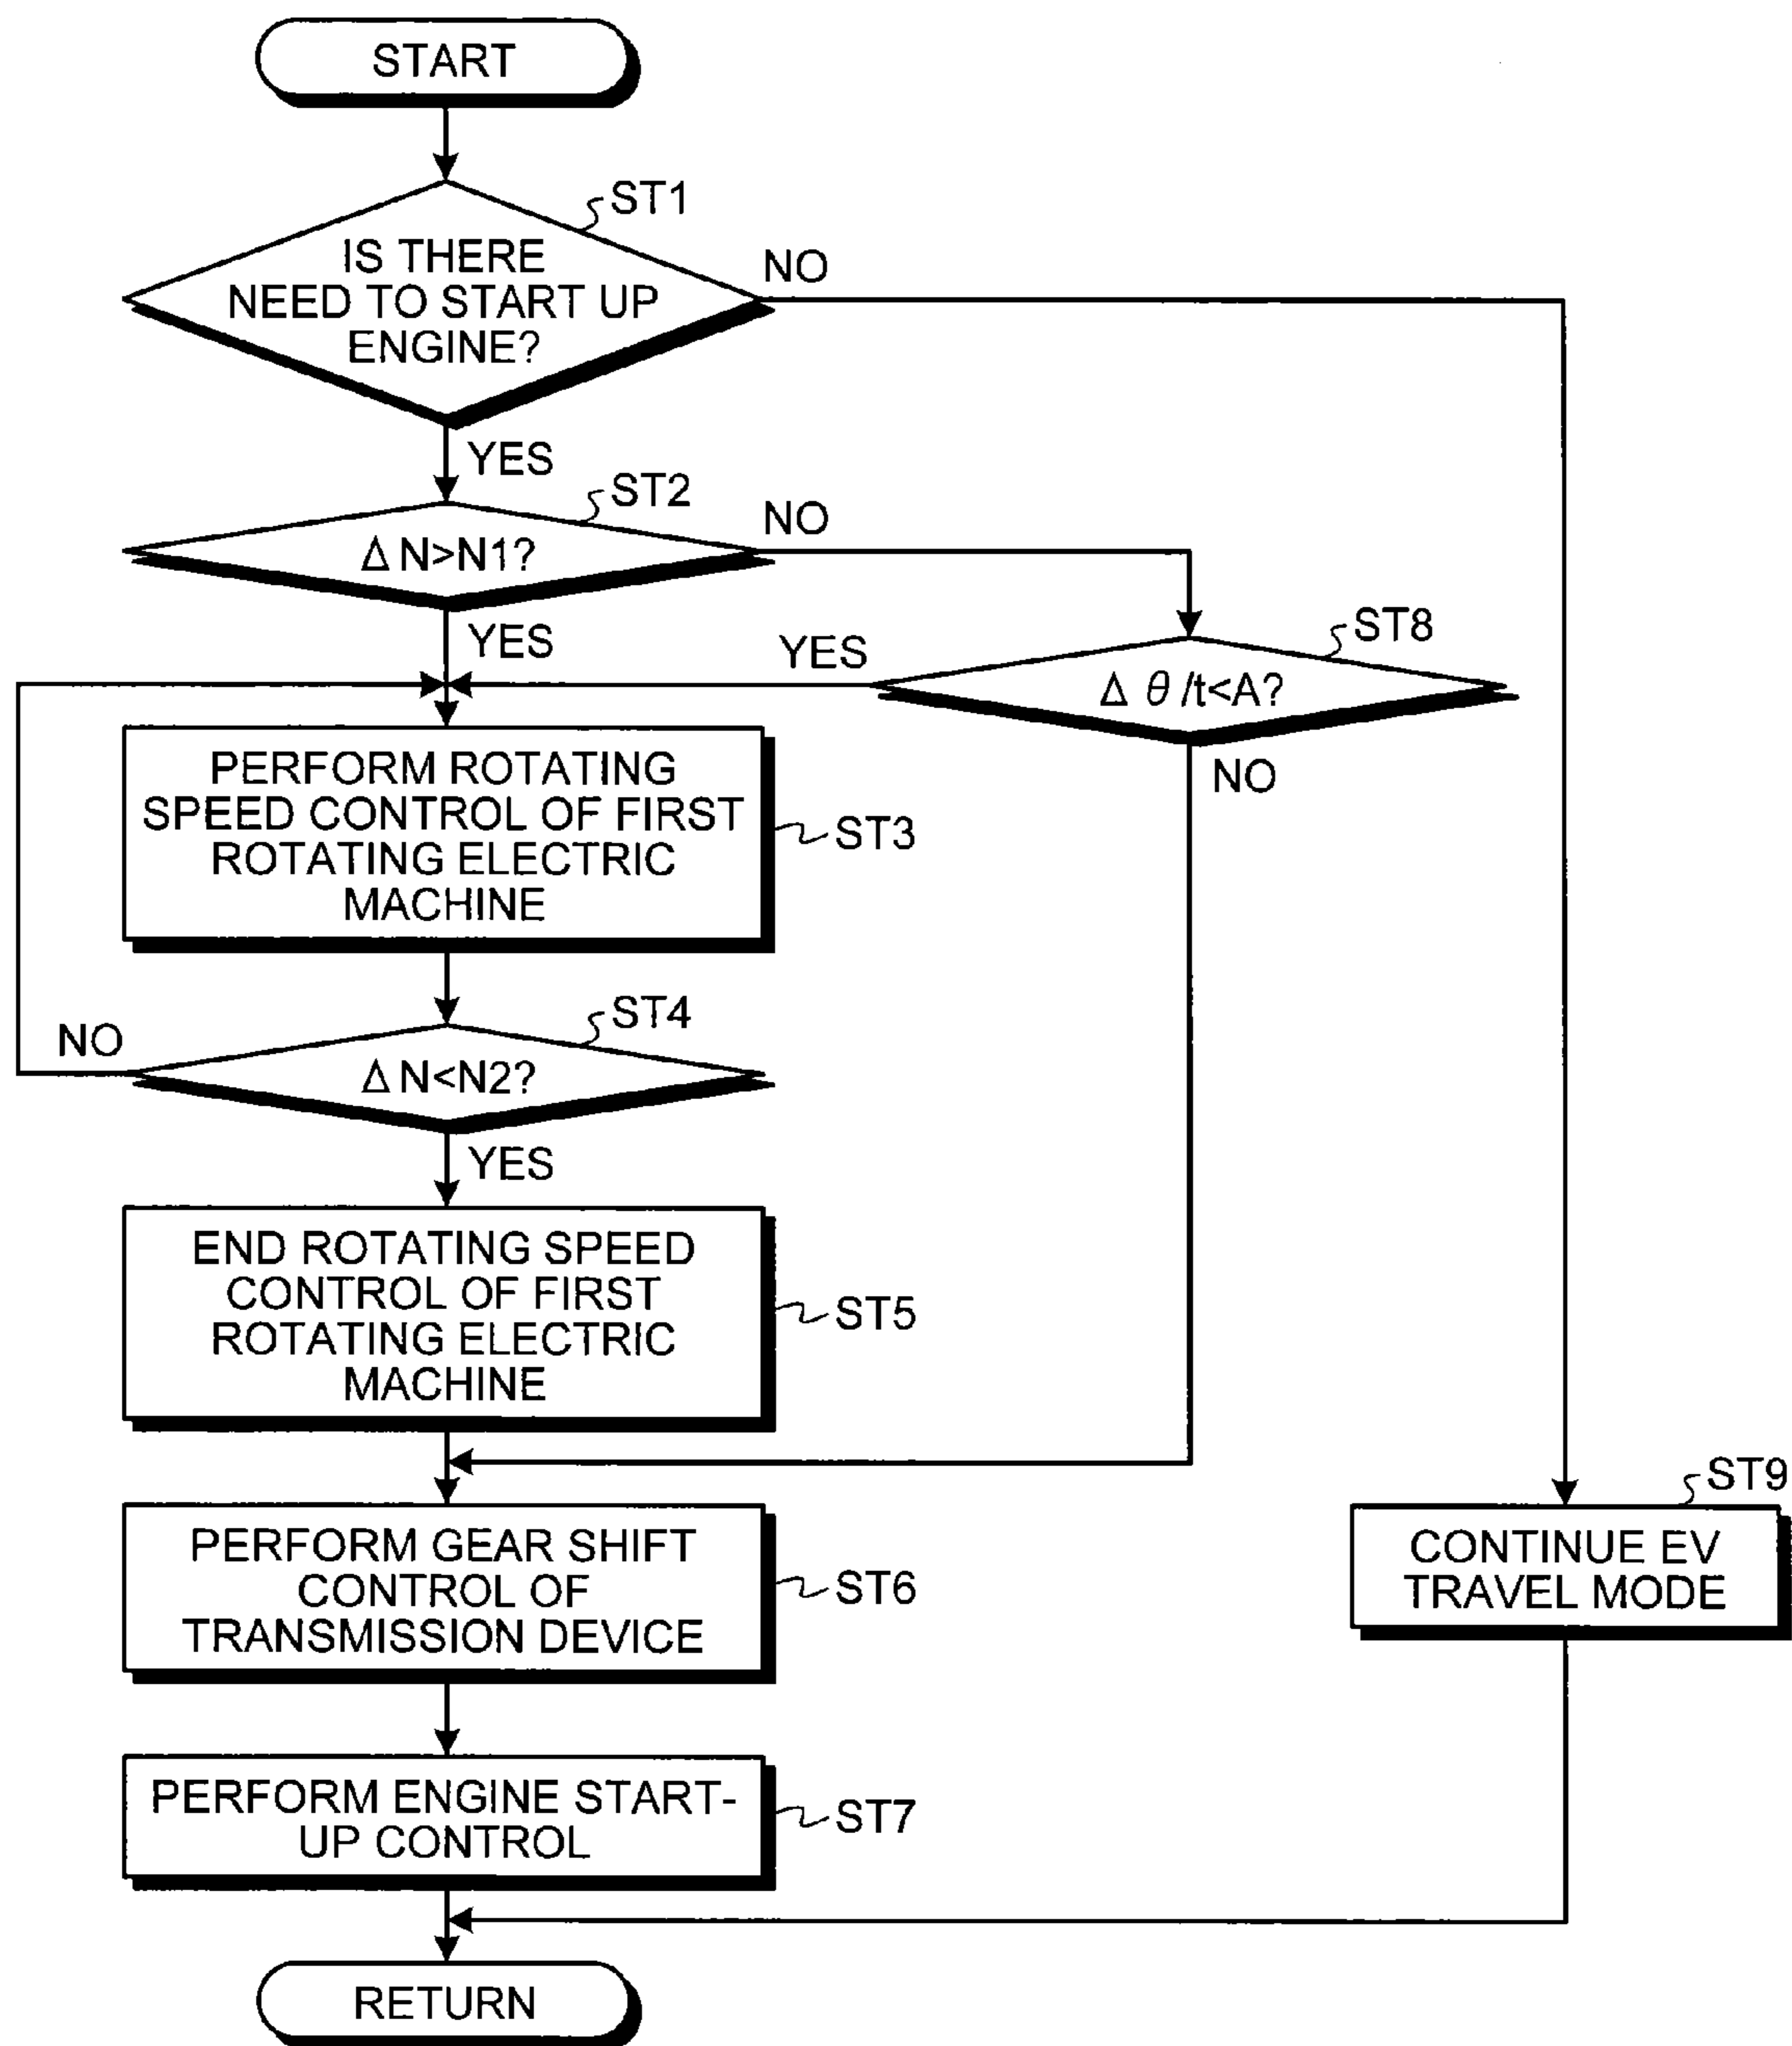 START
ST1
IS THERE
NEED TO START UP
ENGINE?
NO
YES
ST2
ΔN>N1?
NO
YES
ST8
Δθ/t<A?
YES
NO
PERFORM ROTATING
SPEED CONTROL OF FIRST
ROTATING ELECTRIC
MACHINE
ST3
ST4
ΔN<N2?
NO
YES
END ROTATING SPEED
CONTROL OF FIRST
ROTATING ELECTRIC
MACHINE
ST5
PERFORM GEAR SHIFT
CONTROL OF
TRANSMISSION DEVICE
ST6
ST9
CONTINUE EV
TRAVEL MODE
PERFORM ENGINE START-
UP CONTROL
ST7
RETURN